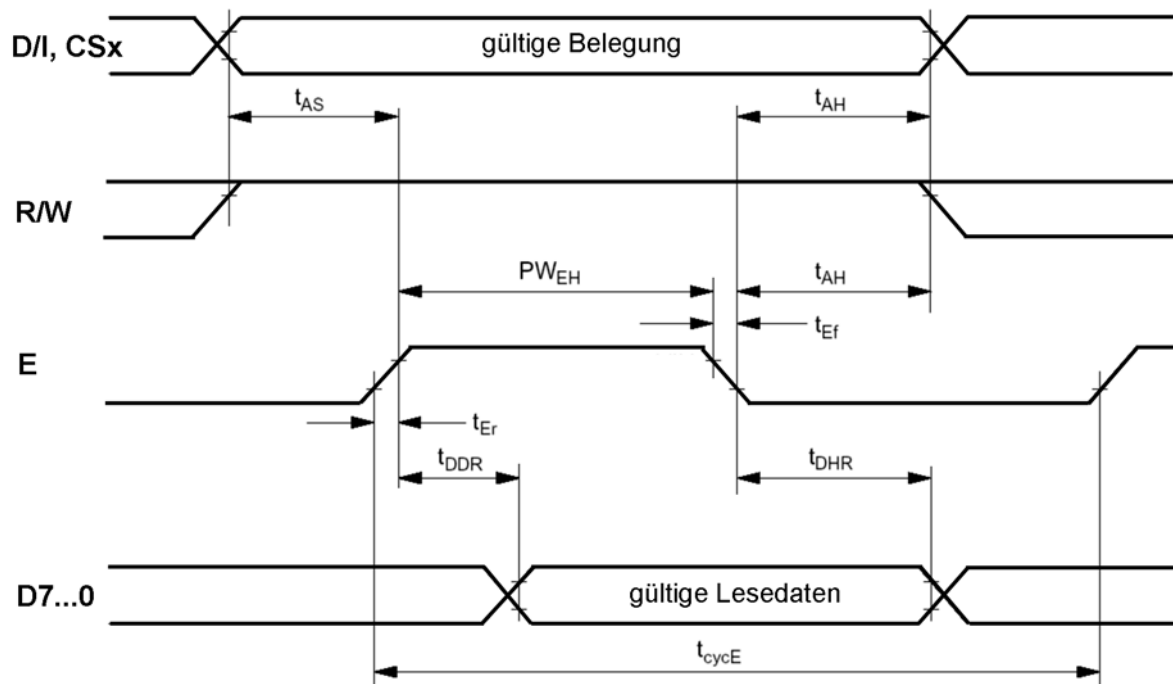 D/I, CSx
gültige Belegung
tAS
tAH
R/W
PWEH
tAH
tEf
E
tEr
tDDR
tDHR
D7...0
gültige Lesedaten
tcycE